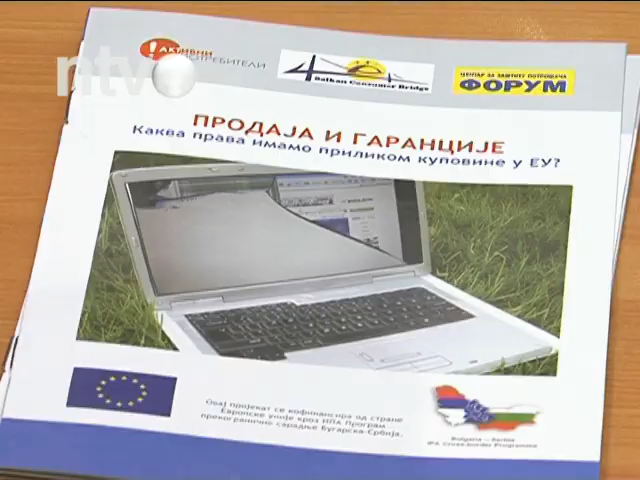 ntv
! АКТИВНИ
ПОТРЕБИТЕЛИ
Balkan Consumer Bridge
ЦЕНТАР ЗА ЗАШТИТУ ПОТРОШАЧА
ФОРУМ
ПРОДАЈА И ГАРАНЦИЈЕ
Каква права имамо приликом куповине у ЕУ?
Овај пројекат се кофинансира од стране
Европске уније кроз ИПА Програм
прекограничне сарадње Бугарска-Србија.
Bulgaria – Serbia
IPA Cross-border Programme